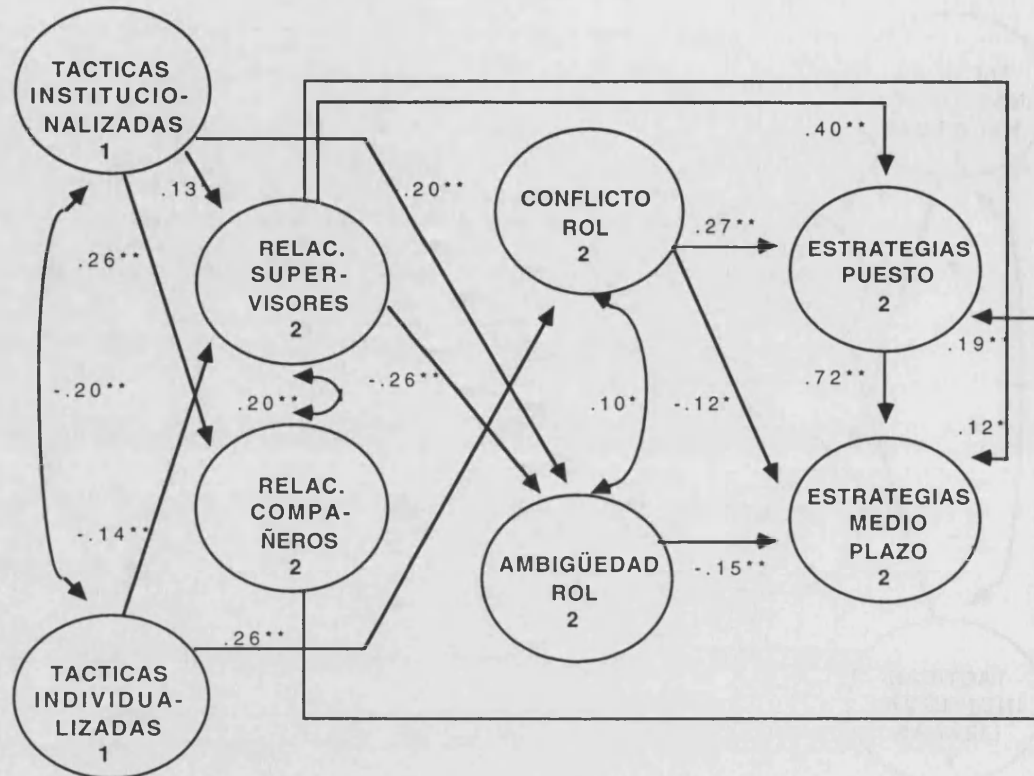 TACTICAS
INSTITUCIO-
NALIZADAS
1
.13*
.26**
-.20**
-.14**
RELAC.
SUPER-
VISORES
2
.20**
RELAC.
COMPA-
ÑEROS
2
TACTICAS
INDIVIDUA-
LIZADAS
1
.26**
.20**
-.26**
CONFLICTO
ROL
2
.10*
AMBIGÜEDAD
ROL
2
.27**
-.12*
-.15**
.40**
ESTRATEGIAS
PUESTO
2
.19**
.72**
.12*
ESTRATEGIAS
MEDIO
PLAZO
2